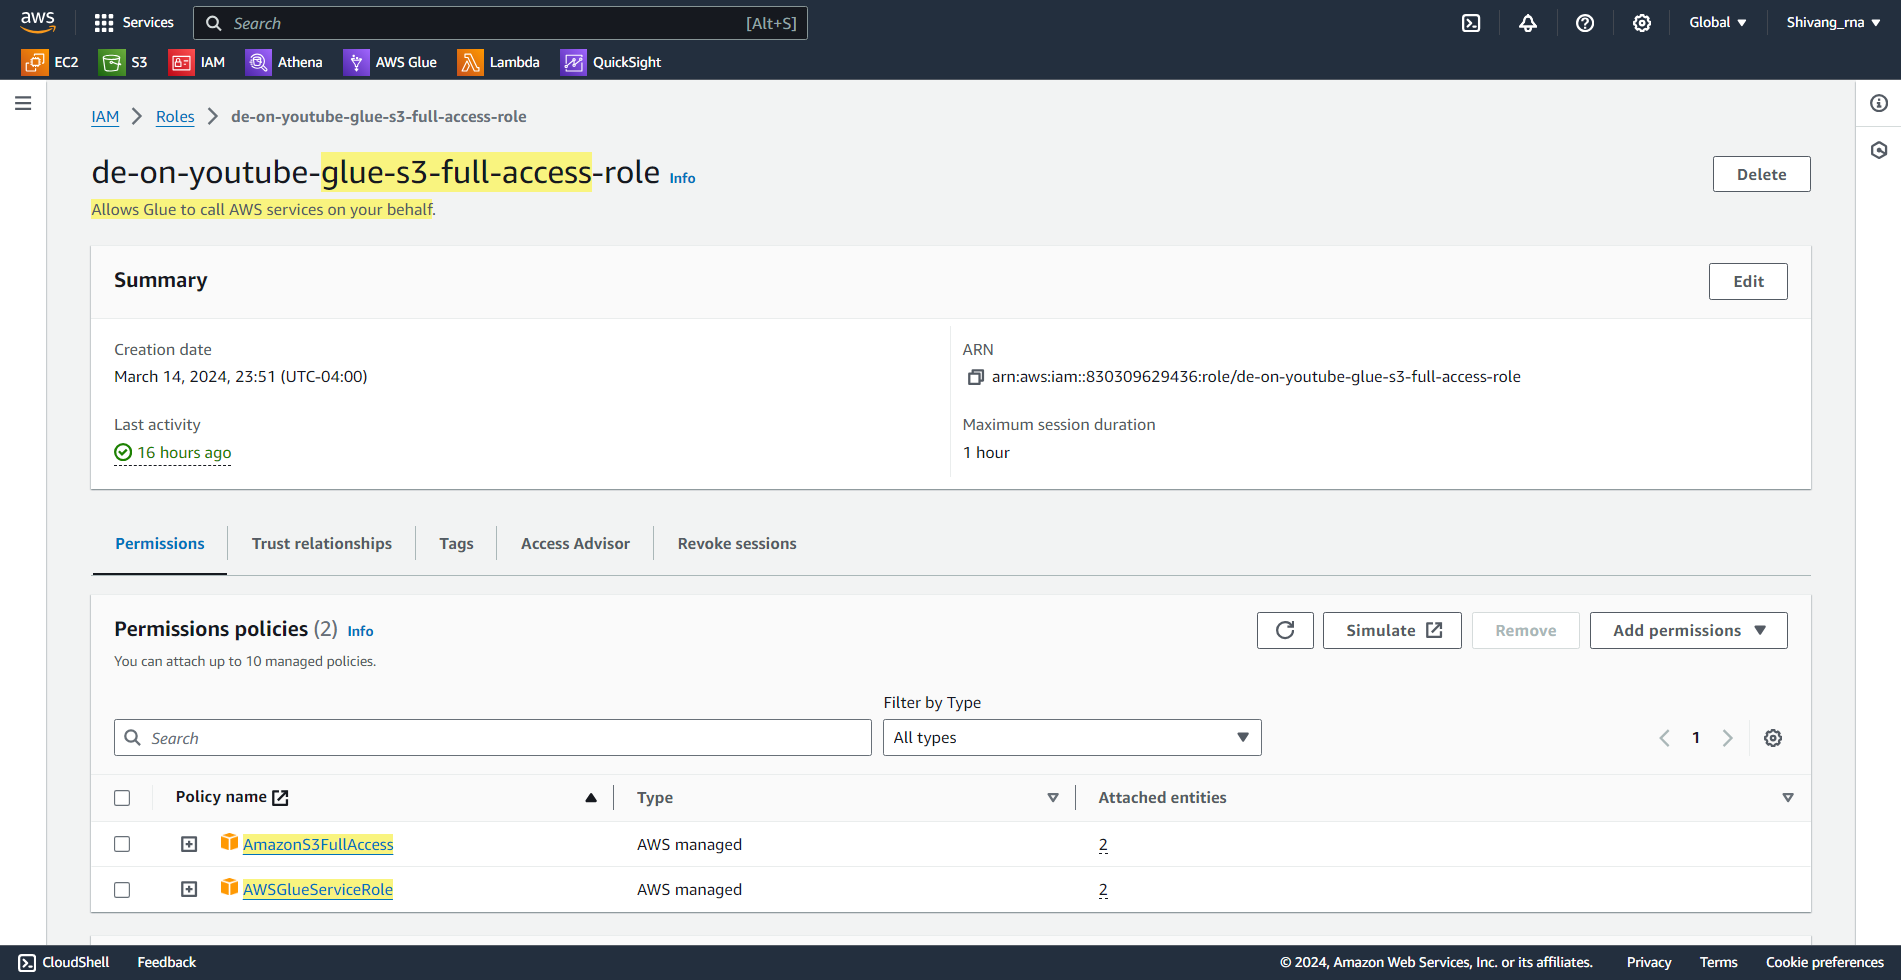 aws
Services
Search [Alt+S]
Global
Shivang_rna
EC2 S3 IAM Athena AWS Glue Lambda QuickSight
IAM Roles de-on-youtube-glue-s3-full-access-role
de-on-youtube-glue-s3-full-access-role Info
Delete
Allows Glue to call AWS services on your behalf.
Summary
Edit
Creation date
March 14, 2024, 23:51 (UTC-04:00)
ARN
arn:aws:iam::830309629436:role/de-on-youtube-glue-s3-full-access-role
Last activity
16 hours ago
Maximum session duration
1 hour
Permissions Trust relationships Tags Access Advisor Revoke sessions
Permissions policies (2) Info
Simulate Remove Add permissions
You can attach up to 10 managed policies.
Filter by Type
Search
All types
1
Policy name Type Attached entities
AmazonS3FullAccess AWS managed 2
AWSGlueServiceRole AWS managed 2
CloudShell Feedback © 2024, Amazon Web Services, Inc. or its affiliates. Privacy Terms Cookie preferences